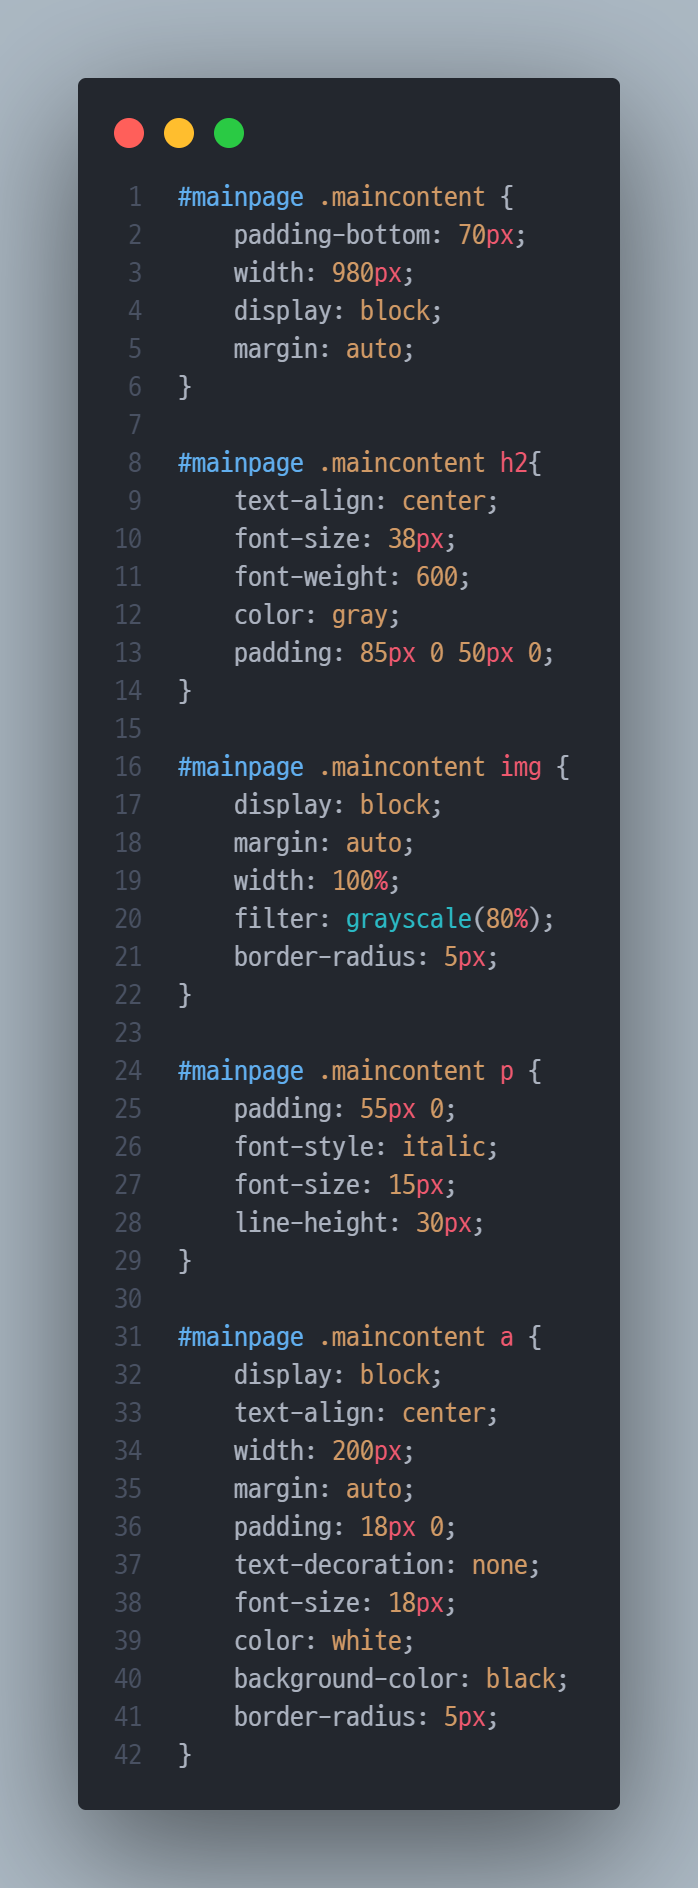 1 #mainpage .maincontent {
2     padding-bottom: 70px;
3     width: 980px;
4     display: block;
5     margin: auto;
6 }
7
8 #mainpage .maincontent h2{
9     text-align: center;
10     font-size: 38px;
11     font-weight: 600;
12     color: gray;
13     padding: 85px 0 50px 0;
14 }
15
16 #mainpage .maincontent img {
17     display: block;
18     margin: auto;
19     width: 100%;
20     filter: grayscale(80%);
21     border-radius: 5px;
22 }
23
24 #mainpage .maincontent p {
25     padding: 55px 0;
26     font-style: italic;
27     font-size: 15px;
28     line-height: 30px;
29 }
30
31 #mainpage .maincontent a {
32     display: block;
33     text-align: center;
34     width: 200px;
35     margin: auto;
36     padding: 18px 0;
37     text-decoration: none;
38     font-size: 18px;
39     color: white;
40     background-color: black;
41     border-radius: 5px;
42 }